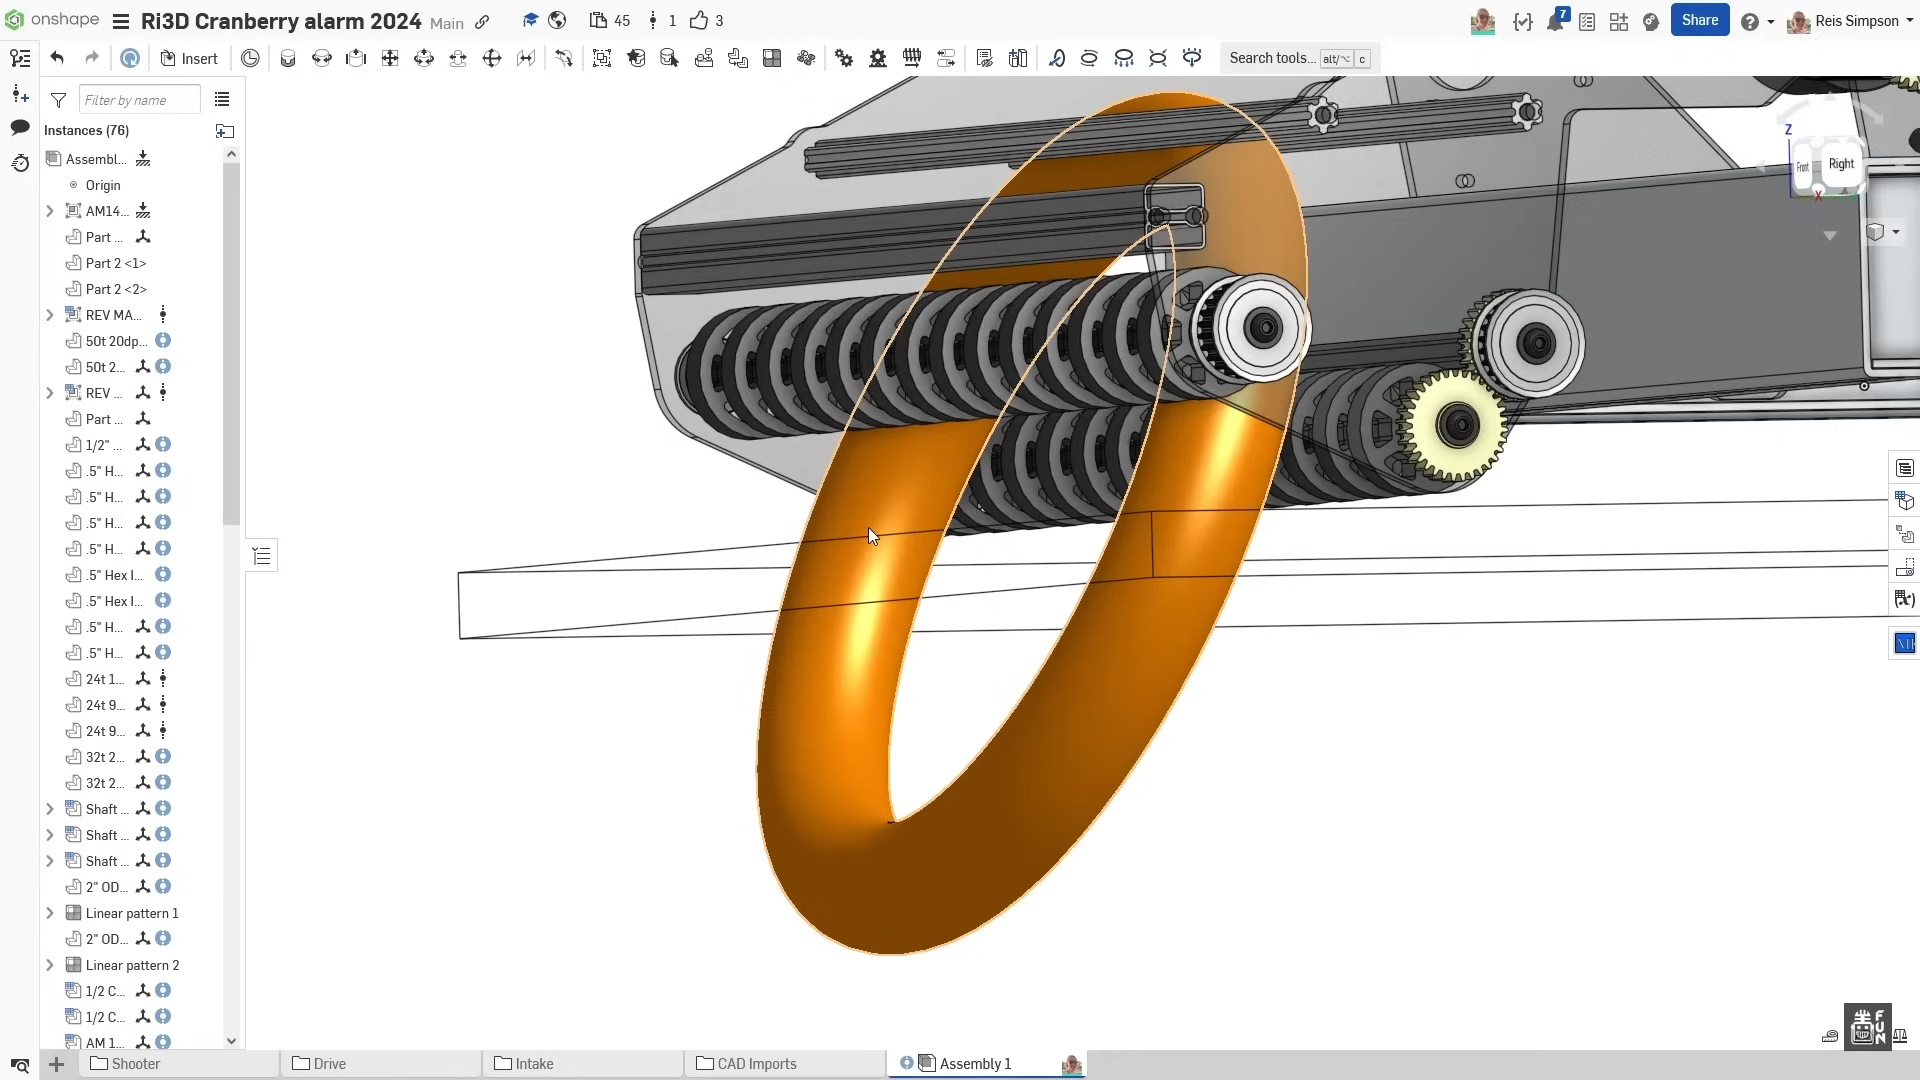 onshape
Ri3D Cranberry alarm 2024
Main
45
1
3
7
Share
Reis Simpson
Insert
Search tools...
alt/⌥
c
Filter by name
Instances (76)
Assembl...
Origin
AM14...
Part ...
Part 2 <1>
Part 2 <2>
REV MA...
50t 20dp...
50t 2...
REV ...
Part ...
1/2" ...
.5" H...
.5" H...
.5" H...
.5" H...
.5" Hex I...
.5" Hex I...
.5" H...
.5" H...
24t 1...
24t 9...
24t 9...
32t 2...
32t 2...
Shaft ...
Shaft ...
Shaft ...
2" OD...
Linear pattern 1
2" OD...
Linear pattern 2
1/2 C...
1/2 C...
AM 1...
Z
Front
Right
X
(x)
FUN
Shooter
Drive
Intake
CAD Imports
Assembly 1